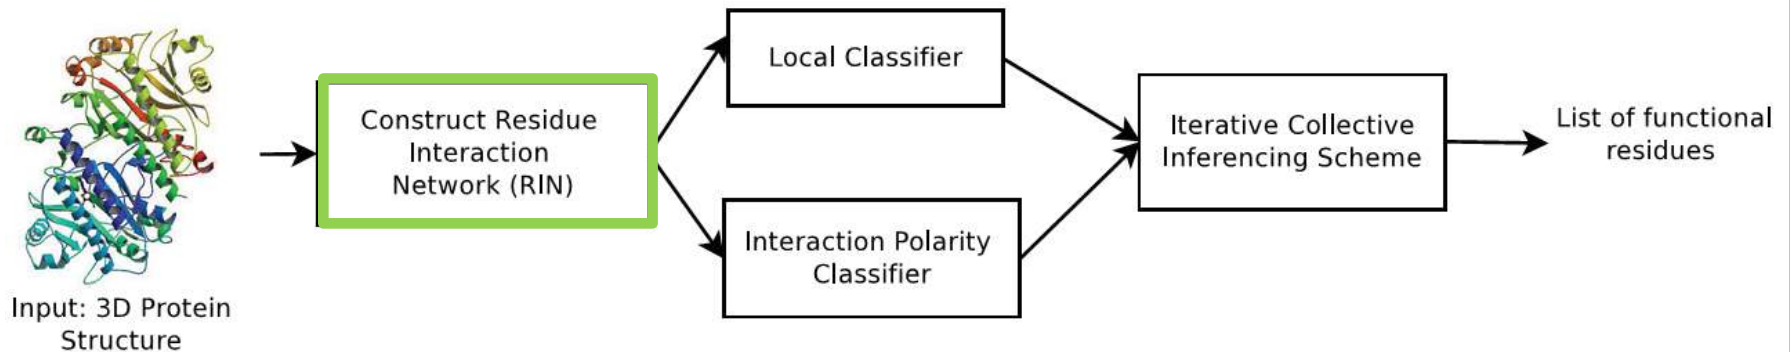 Input: 3D Protein
Structure
Construct Residue
Interaction
Network (RIN)
Local Classifier
Interaction Polarity
Classifier
Iterative Collective
Inferencing Scheme
List of functional
residues